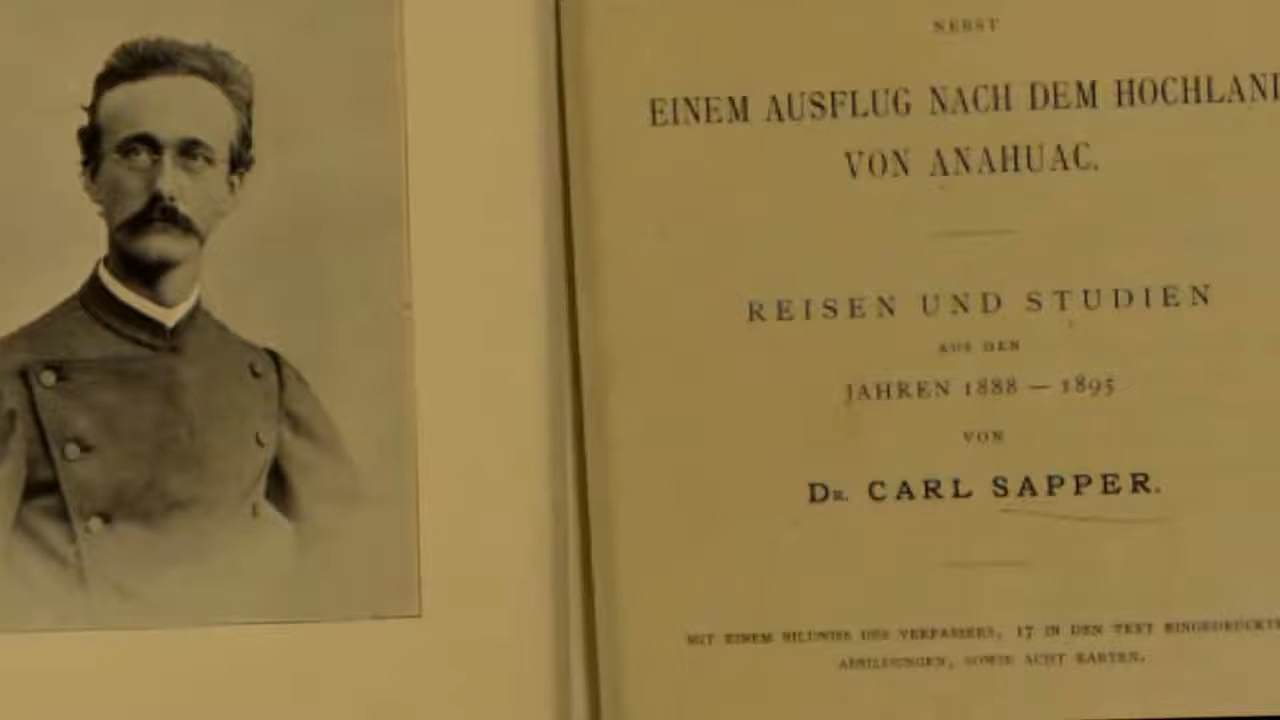 NEBST
EINEM AUSFLUG NACH DEM HOCHLAND
VON ANAHUAC.
REISEN UND STUDIEN
AUS DEN
JAHREN 1888 — 1895
VON
DR. CARL SAPPER.
MIT EINEM BILDNISS DES VERFASSERS, 17 IN DEN TEXT EINGEDRUCKTEN
ABBILDUNGEN, SOWIE ACHT KARTEN.